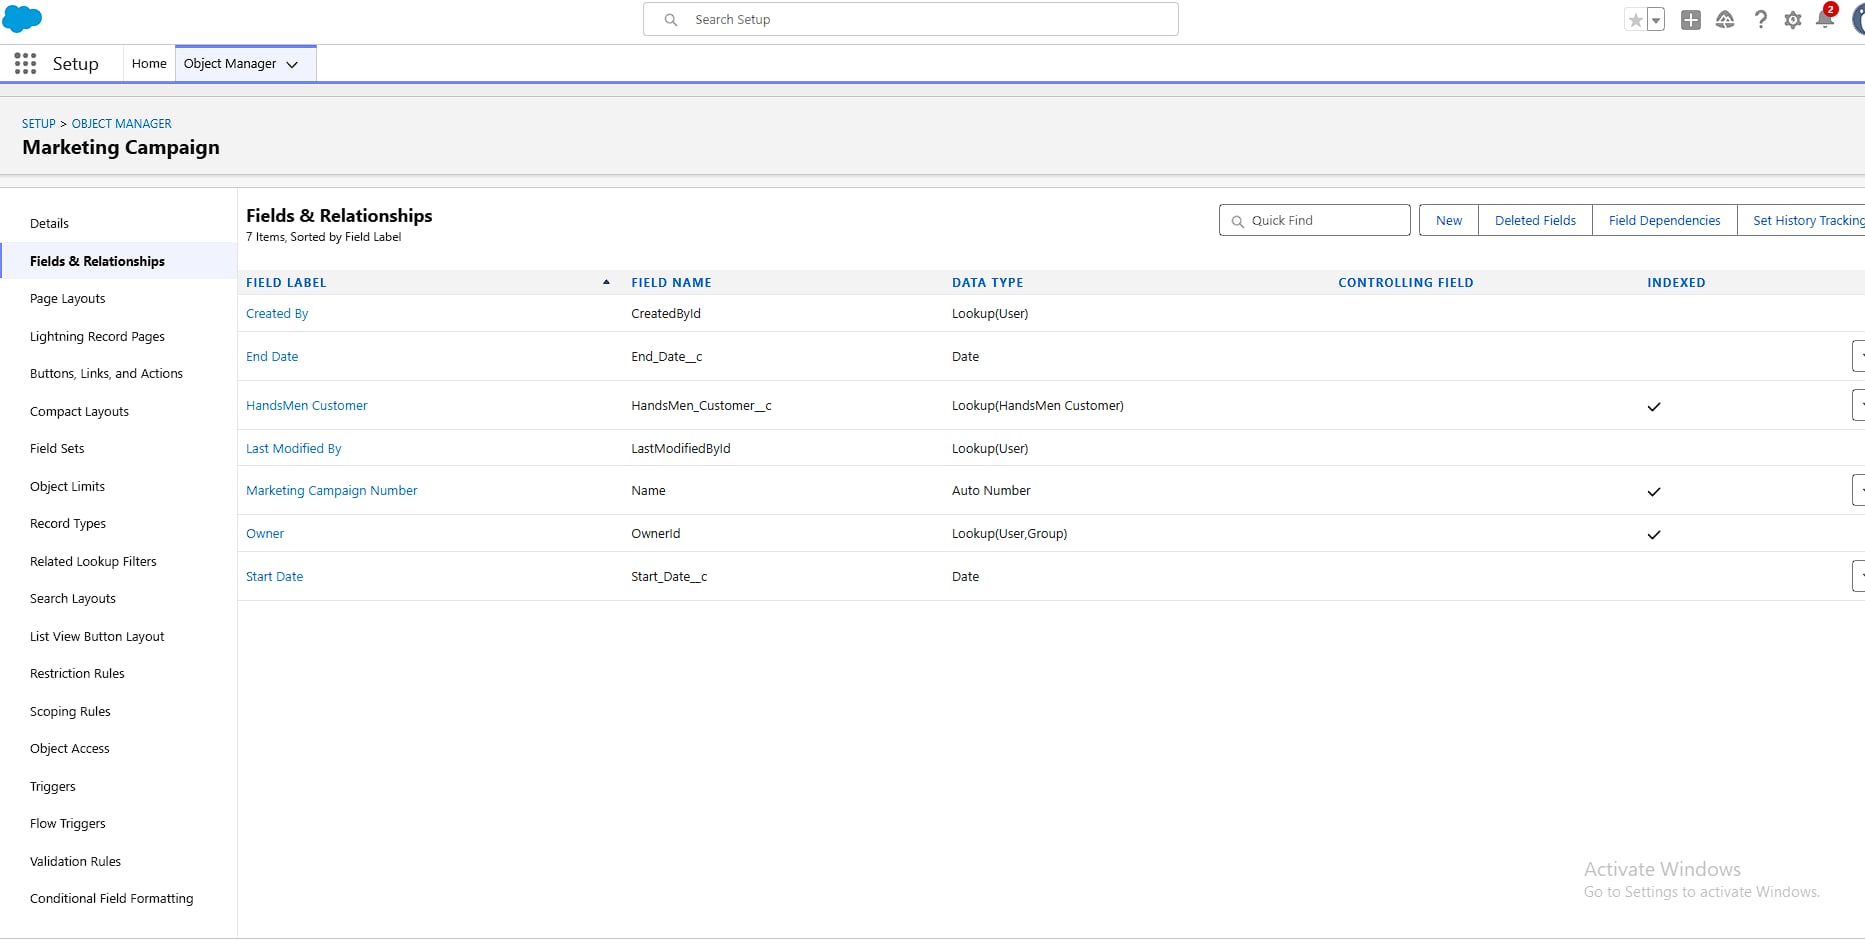 Search Setup
2
Setup
Home
Object Manager
SETUP > OBJECT MANAGER
Marketing Campaign
Details
Fields & Relationships
Page Layouts
Lightning Record Pages
Buttons, Links, and Actions
Compact Layouts
Field Sets
Object Limits
Record Types
Related Lookup Filters
Search Layouts
List View Button Layout
Restriction Rules
Scoping Rules
Object Access
Triggers
Flow Triggers
Validation Rules
Conditional Field Formatting
Fields & Relationships
7 Items, Sorted by Field Label
Quick Find
New
Deleted Fields
Field Dependencies
Set History Tracking
FIELD LABEL FIELD NAME DATA TYPE CONTROLLING FIELD INDEXED
Created By CreatedById Lookup(User)
End Date End_Date__c Date
HandsMen Customer HandsMen_Customer__c Lookup(HandsMen Customer)
Last Modified By LastModifiedById Lookup(User)
Marketing Campaign Number Name Auto Number
Owner OwnerId Lookup(User,Group)
Start Date Start_Date__c Date
Activate Windows
Go to Settings to activate Windows.